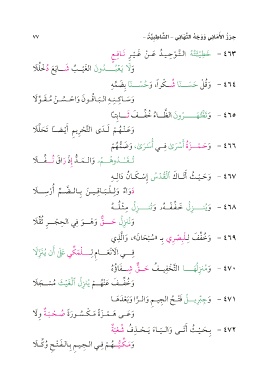 حرز الأماني ووجه التهاني - الشاطبية - ٧٧
٤٦٣ - خَطِيئَتُهُ التَّوْحِيدُ عَنْ غَيْرِ نَافِعٍ
وَلَا يَعْبُدُونَ الْغَيْبُ شَايَعَ دُخْلُلَا
٤٦٤ - وَقُلْ حَسَنًا شُكْرًا، وَحُسْنًا بِضَمِّهِ
وَسَاكِنِهِ الْبَاقُونَ وَاحْسُنْ مُقَوِّلَا
٤٦٥ - وَتَظَّاهَرُونَ الظَّاءُ خُفِّفَ ثَابِتًا
وَعَنْهُمْ لَدَى التَّحْرِيمِ أَيْضًا تَحَلَّلَا
٤٦٦ - وَحَمْزَةُ أَسْرَى فِي أُسَارَى، وَضَمُّهُمْ
تُفَادُوهُمُ، وَالْمَدُّ إِذْ رَاقَ نُفِّلَا
٤٦٧ - وَحَيْثُ أَتَاكَ الْقُدْسُ إِسْكَانُ دَالِهِ
دَوَاءٌ وَلِلْبَاقِينَ بِالضَّمِّ أُرْسِلَا
٤٦٨ - وَيُنْزِلُ خَفِّفْهُ، وَتُنْزِلُ مِثْلُهُ
وَنُنْزِلُ حَقٌّ وَهْوَ فِي الْحِجْرِ ثُقِّلَا
٤٦٩ - وَخُفِّفَ لِلْبَصْرِي بِـ «سُبْحَانَ»، وَالَّذِي
فِي الْأَنْعَامِ لِلْمَكِّي عَلَى أَنْ يُنَزِّلَا
٤٧٠ - وَمُنْزِلُهَا التَّخْفِيفُ حَقٌّ شِفَاؤُهُ
وَخُفِّفَ عَنْهُمْ يُنْزِلُ الْغَيْثَ مُسْجَلَا
٤٧١ - وَجِبْرِيلَ فَتْحُ الْجِيمِ وَالرَّا وَبَعْدَهَا
وَعَى هَمْزَةً مَكْسُورَةً صُحْبَةٌ وِلَا
٤٧٢ - بِحَيْثُ أَتَى وَالْيَاءَ يَحْذِفُ شُعْبَةٌ
وَمَكِّيُّهُمْ فِي الْجِيمِ بِالْفَتْحِ وُكِّلَا